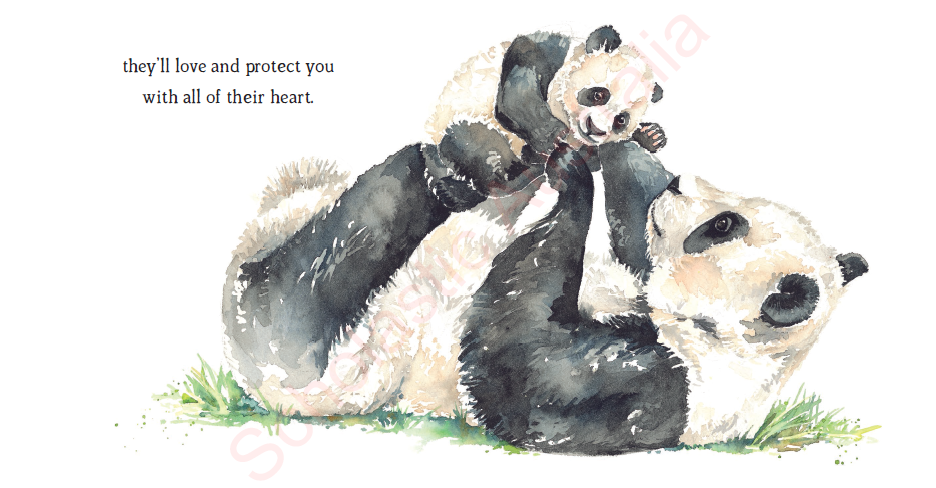 they'll love and protect you
with all of their heart.
Scholastic Australia